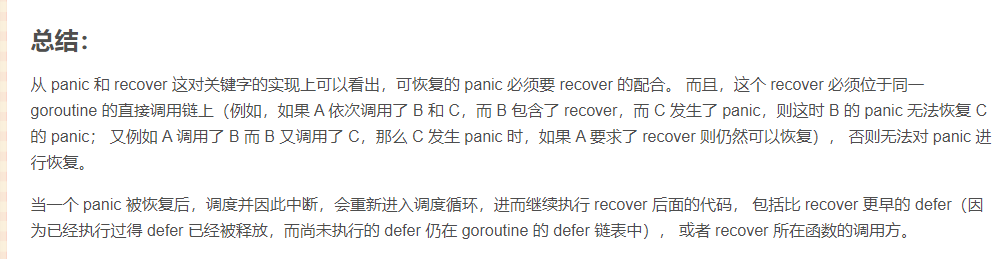 总结：
从 panic 和 recover 这对关键字的实现上可以看出，可恢复的 panic 必须要 recover 的配合。 而且，这个 recover 必须位于同一
goroutine 的直接调用链上（例如，如果 A 依次调用了 B 和 C，而 B 包含了 recover，而 C 发生了 panic，则这时 B 的 panic 无法恢复 C
的 panic； 又例如 A 调用了 B 而 B 又调用了 C，那么 C 发生 panic 时，如果 A 要求了 recover 则仍然可以恢复）， 否则无法对 panic 进
行恢复。
当一个 panic 被恢复后，调度并因此中断，会重新进入调度循环，进而继续执行 recover 后面的代码， 包括比 recover 更早的 defer（因
为已经执行过得 defer 已经被释放，而尚未执行的 defer 仍在 goroutine 的 defer 链表中）， 或者 recover 所在函数的调用方。